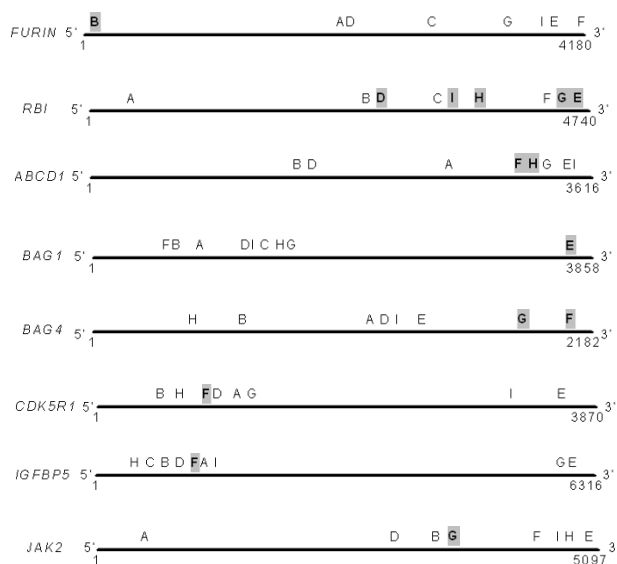 B AD C G I E F
FURIN 5' 3'
1 4180
A B D C I H F G E
RBI 5' 3'
1 4740
B D A F H G EI
ABCD1 5' 3'
1 3616
FB A DI C HG E
BAG1 5' 3'
1 3858
H B A D I E G F
BAG4 5' 3'
1 2182
B H F D A G I E
CDK5R1 5' 3'
1 3870
H C B D F A I G E
IGFBP5 5' 3'
1 6316
A D B G F I H E
JAK2 5' 3
1 5097